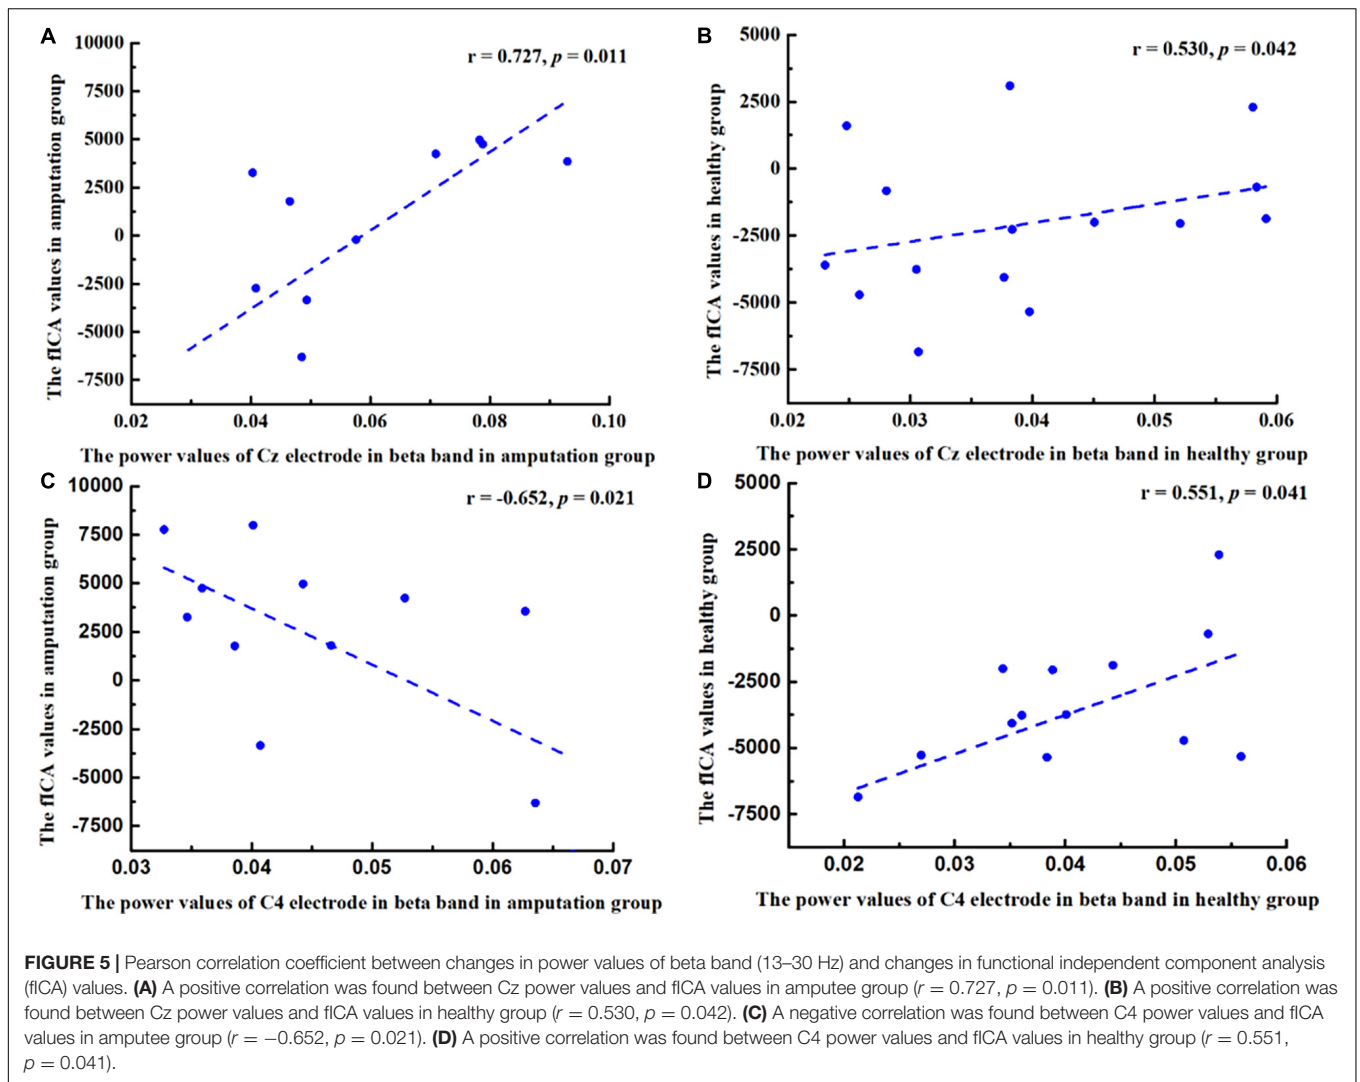 A
r = 0.727, p = 0.011
The fICA values in amputation group
10000
7500
5000
2500
0
-2500
-5000
-7500
0.02 0.04 0.06 0.08 0.10
The power values of Cz electrode in beta band in amputation group
B
r = 0.530, p = 0.042
The fICA values in healthy group
5000
2500
0
-2500
-5000
-7500
0.02 0.03 0.04 0.05 0.06
The power values of Cz electrode in beta band in healthy group
C
r = -0.652, p = 0.021
The fICA values in amputation group
10000
7500
5000
2500
0
-2500
-5000
-7500
0.03 0.04 0.05 0.06 0.07
The power values of C4 electrode in beta band in amputation group
D
r = 0.551, p = 0.041
The fICA values in healthy group
5000
2500
0
-2500
-5000
-7500
0.02 0.03 0.04 0.05 0.06
The power values of C4 electrode in beta band in healthy group
FIGURE 5 | Pearson correlation coefficient between changes in power values of beta band (13–30 Hz) and changes in functional independent component analysis
(fICA) values. (A) A positive correlation was found between Cz power values and fICA values in amputee group (r = 0.727, p = 0.011). (B) A positive correlation was
found between Cz power values and fICA values in healthy group (r = 0.530, p = 0.042). (C) A negative correlation was found between C4 power values and fICA
values in amputee group (r = −0.652, p = 0.021). (D) A positive correlation was found between C4 power values and fICA values in healthy group (r = 0.551,
p = 0.041).